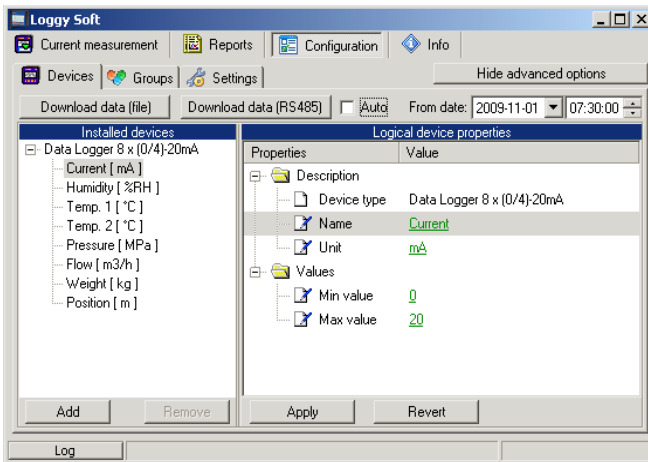 Loggy Soft
Current measurement Reports Configuration Info
Devices Groups Settings Hide advanced options
Download data (file) Download data (RS485) Auto From date: 2009-11-01 07:30:00
Installed devices Logical device properties
Data Logger 8 x (0/4)-20mA Properties Value
Current [ mA ] Description
Humidity [ %RH ] Device type Data Logger 8 x (0/4)-20mA
Temp. 1 [ °C ] Name Current
Temp. 2 [ °C ] Unit mA
Pressure [ MPa ] Values
Flow [ m3/h ] Min value 0
Weight [ kg ] Max value 20
Position [ m ]
Add Remove Apply Revert
Log